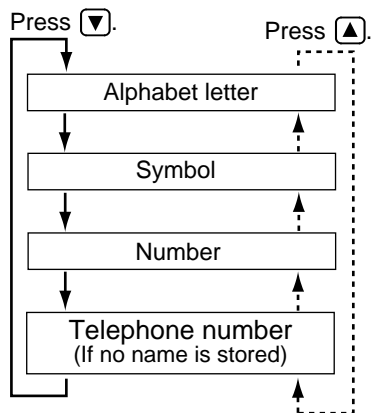 Press ▼.
Press ▲.
Alphabet letter
Symbol
Number
Telephone number
(If no name is stored)